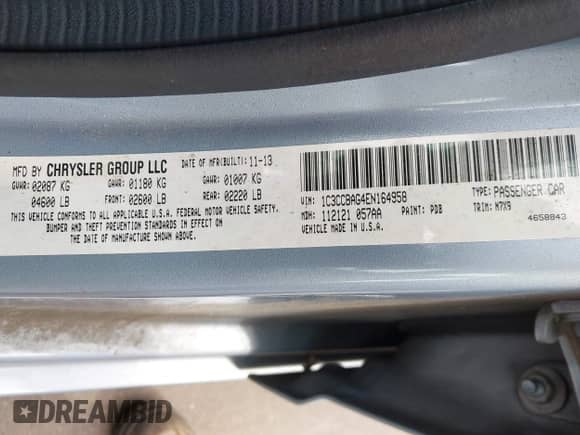 MFD BY CHRYSLER GROUP LLC DATE OF MFR(BUILT): 11-13
GVWR: 02087 KG GAWR: 01180 KG GAWR: 01007 KG
04600 LB FRONT: 02600 LB REAR: 02220 LB
THIS VEHICLE CONFORMS TO ALL APPLICABLE U.S.A. FEDERAL MOTOR VEHICLE SAFETY,
BUMPER AND THEFT PREVENTION STANDARDS IN EFFECT ON
THE DATE OF MANUFACTURE SHOWN ABOVE.
VIN: 1C3CCBAG4EN164958 TYPE: PASSENGER CAR
MDH: 112121 057AA PAINT: PDB TRIM: M7X9
VEHICLE MADE IN U.S.A. 4658843
DREAMBID